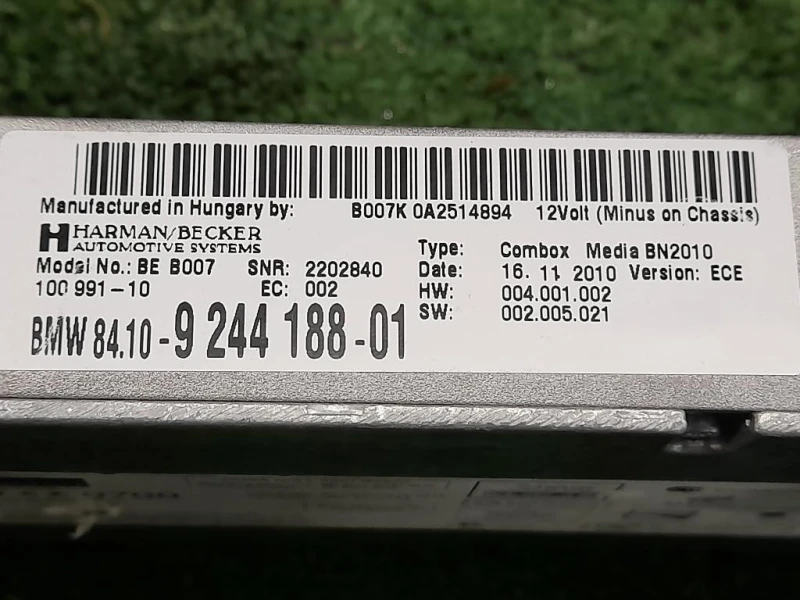 Manufactured in Hungary by: B007K 0A2514894 12Volt (Minus on Chassis)
HARMAN/BECKER
AUTOMOTIVE SYSTEMS
Type: Combox Media BN2010
Model No.: BE B007 SNR: 2202840 Date: 16. 11 2010 Version: ECE
100 991-10 EC: 002 HW: 004.001.002
SW: 002.005.021
BMW 84.10-9 244 188-01